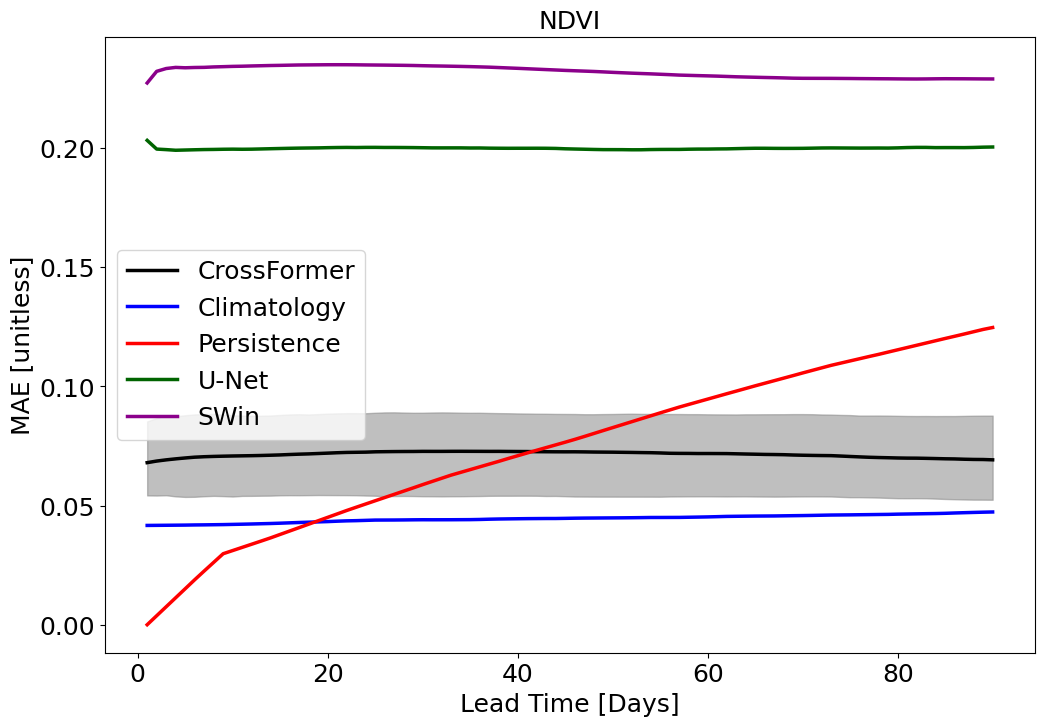 NDVI
MAE [unitless]
0.20
0.15
0.10
0.05
0.00
CrossFormer
Climatology
Persistence
U-Net
SWin
0 20 40 60 80
Lead Time [Days]